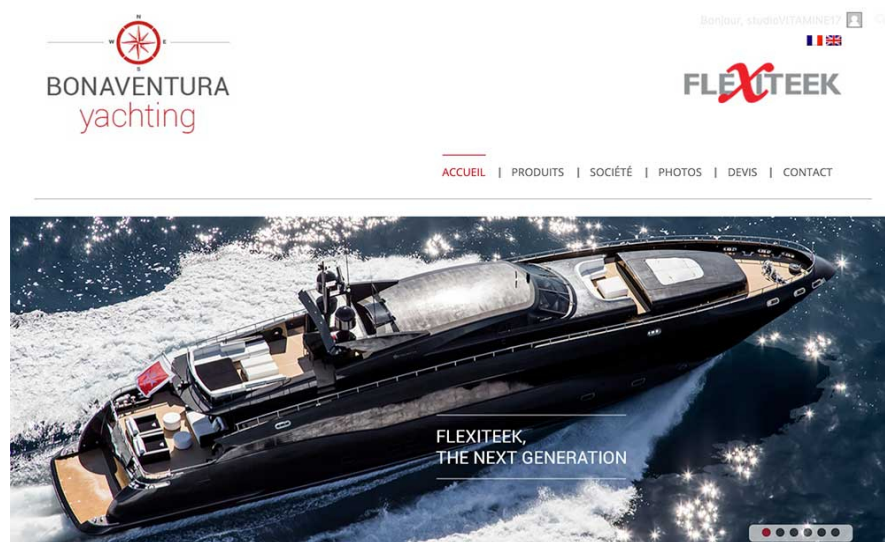 Bonjour, studioVITAMINE17
N
W E
S
BONAVENTURA
yachting
FLEXITEEK
ACCUEIL | PRODUITS | SOCIÉTÉ | PHOTOS | DEVIS | CONTACT
FLEXITEEK,
THE NEXT GENERATION